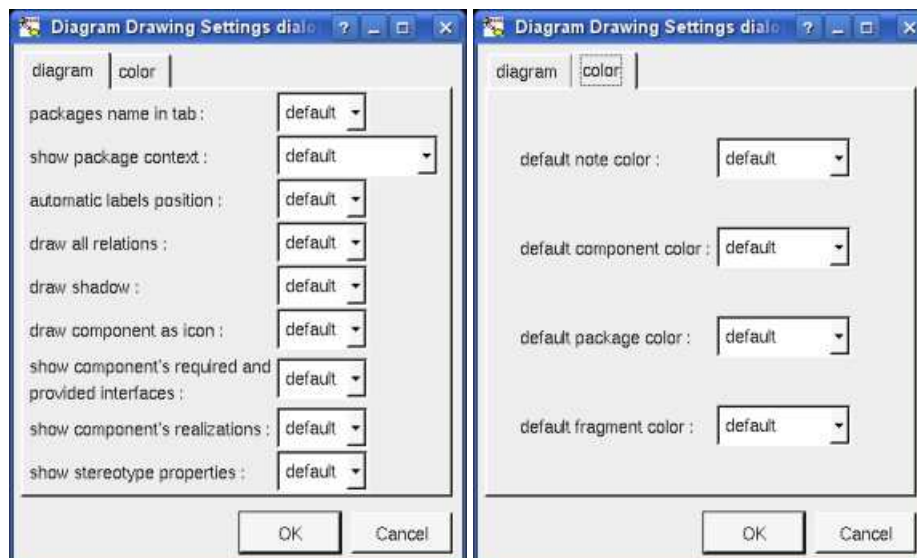 Diagram Drawing Settings dialo
diagram color
packages name in tab : default
show package context : default
automatic labels position : default
draw all relations : default
draw shadow : default
draw component as icon : default
show component's required and
provided interfaces : default
show component's realizations : default
show stereotype properties : default
OK Cancel
Diagram Drawing Settings dialo
diagram color
default note color : default
default component color : default
default package color : default
default fragment color : default
OK Cancel